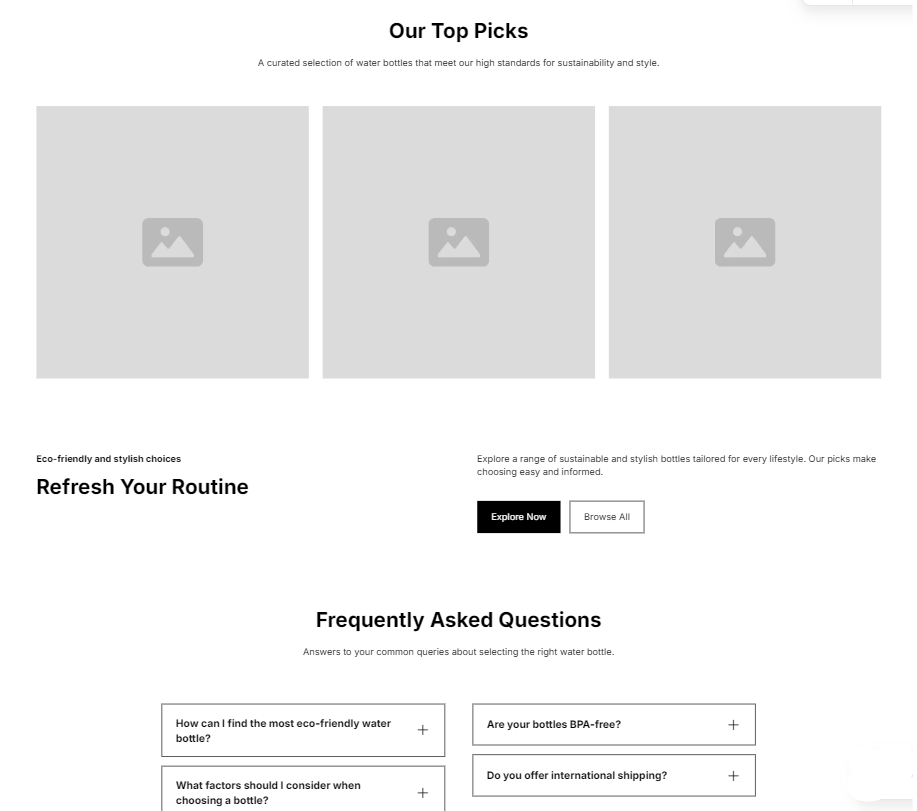 Our Top Picks
A curated selection of water bottles that meet our high standards for sustainability and style.
Eco-friendly and stylish choices
Refresh Your Routine
Explore a range of sustainable and stylish bottles tailored for every lifestyle. Our picks make
choosing easy and informed.
Explore Now
Browse All
Frequently Asked Questions
Answers to your common queries about selecting the right water bottle.
How can I find the most eco-friendly water
bottle?
What factors should I consider when
choosing a bottle?
Are your bottles BPA-free?
Do you offer international shipping?